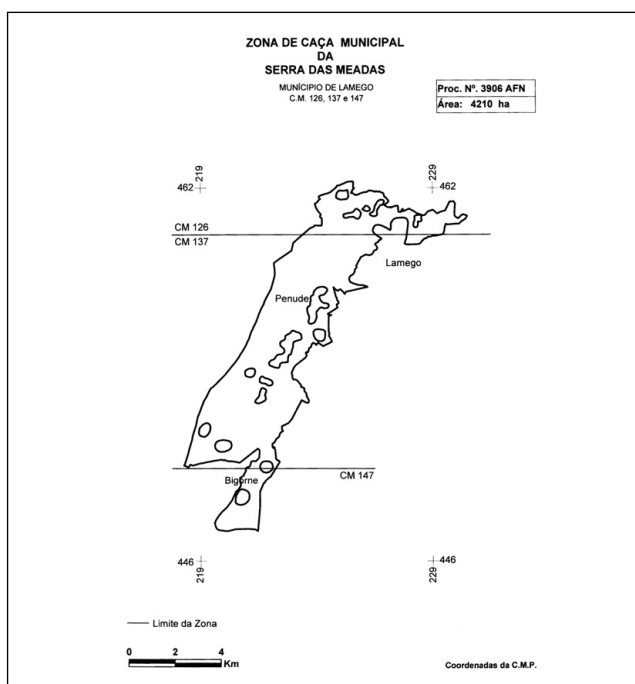 ZONA DE CAÇA MUNICIPAL
DA
SERRA DAS MEADAS
MUNÍCIPIO DE LAMEGO
C.M. 126, 137 e 147
Proc. Nº. 3906 AFN
Área: 4210 ha
219
229
462
462
CM 126
CM 137
Lamego
Penude
Bigorne
CM 147
446
446
219
229
Limite da Zona
0 2 4
Km
Coordenadas da C.M.P.